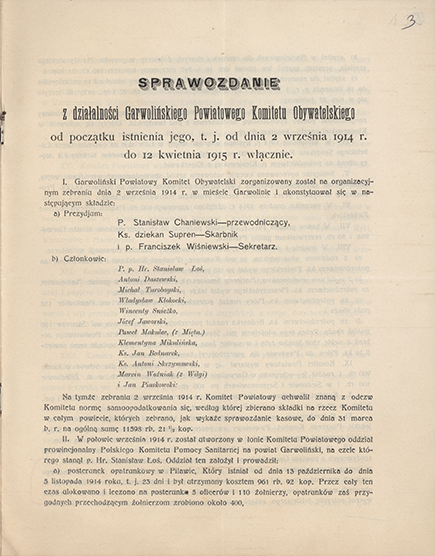 3
SPRAWOZDANIE
z działalności Garwolińskiego Powiatowego Komitetu Obywatelskiego
od początku istnienia jego, t. j. od dnia 2 września 1914 r.
do 12 kwietnia 1915 r. włącznie.
I. Garwoliński Powiatowy Komitet Obywatelski zorganizowany został na organizacyj-
nym zebraniu dnia 2 września 1914 r. w mieście Garwolinie i ukonstytuował się w na-
stępującym składzie:
a) Prezydjam:
P. Stanisław Chaniewski—przewodniczący,
Ks. dziekan Supren—Skarbnik
i p. Franciszek Wiśniewski—Sekretarz.
b) Członkowie:
P. p. Hr. Stanisław Łoś,
Antoni Daszewski,
Michał Turobojski,
Władysław Kłokocki,
Wincenty Śnieżko,
Józef Jaworski,
Paweł Makulec, (z Miętn.)
Klementyna Mikulińska,
Ks. Jan Bednarek,
Ks. Antoni Skrzymowski,
Marcin Woźniak (z Wilgi)
i Jan Piaskowski:
Na tymże zebraniu 2 września 1914 r. Komitet Powiatowy uchwalił znaną z odezw
Komitetu normę samoopodatkowania się, według której zbierano składki na rzecz Komitetu
w całym powiecie, których zebrano, jak wykaże sprawozdanie kasowe, do dnia 31 marca
b. r. na ogólną sumę 11593 rb. 21 kop.
II. W połowie września 1914 r. został utworzony w łonie Komitetu Powiatowego oddział
prowincjonalny Polskiego Komitetu Pomocy Sanitarnej na powiat Garwoliński, na czele któ-
rego stanął p. Hr. Stanisław Łoś. Oddział ten założył i prowadził:
a) posterunek opatrunkowy w Pilawie, Który istniał od dnia 13 października do dnia
5 listopada 1914 roku, t. j. 23 dni i był utrzymany kosztem 961 rb. 92 kop. Przez cały ten
czas ulokowano i leczono na posterunku 5 oficerów i 110 żołnierzy, opatrunków zaś przy-
godnych przechodzącym żołnierzom zrobiono około 400,